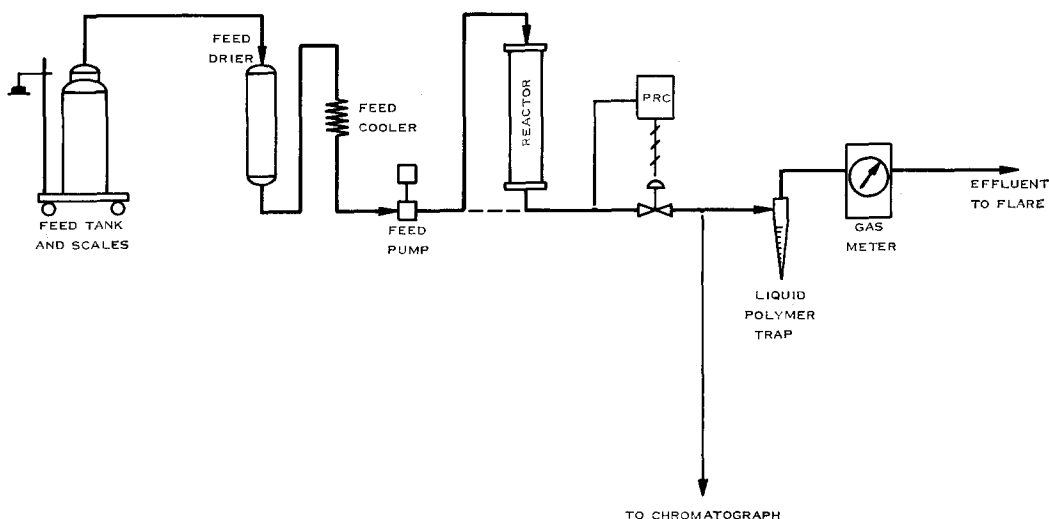 FEED TANK
AND SCALES
FEED
DRIER
FEED
COOLER
FEED
PUMP
REACTOR
PRC
LIQUID
POLYMER
TRAP
GAS
METER
EFFLUENT
TO FLARE
TO CHROMATOGRAPH